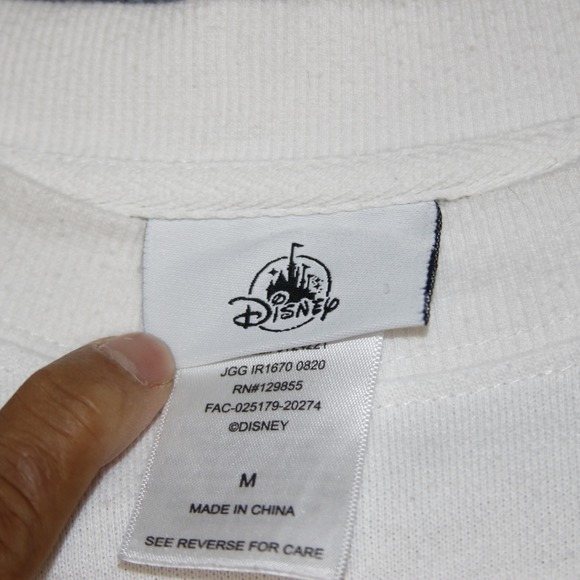 DISNEY
JGG IR1670 0820
RN#129855
FAC-025179-20274
©DISNEY
M
MADE IN CHINA
SEE REVERSE FOR CARE